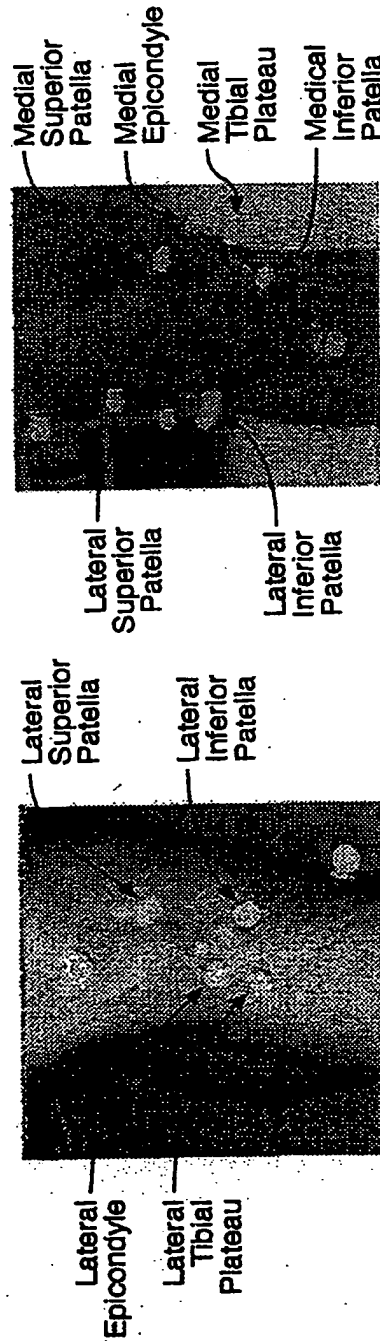 Lateral
Epicondyle
Lateral
Tibial
Plateau
Lateral
Superior
Patella
Lateral
Inferior
Patella
Lateral
Superior
Patella
Lateral
Inferior
Patella
Medial
Superior
Patella
Medial
Epicondyle
Medial
Tibial
Plateau
Medical
Inferior
Patella